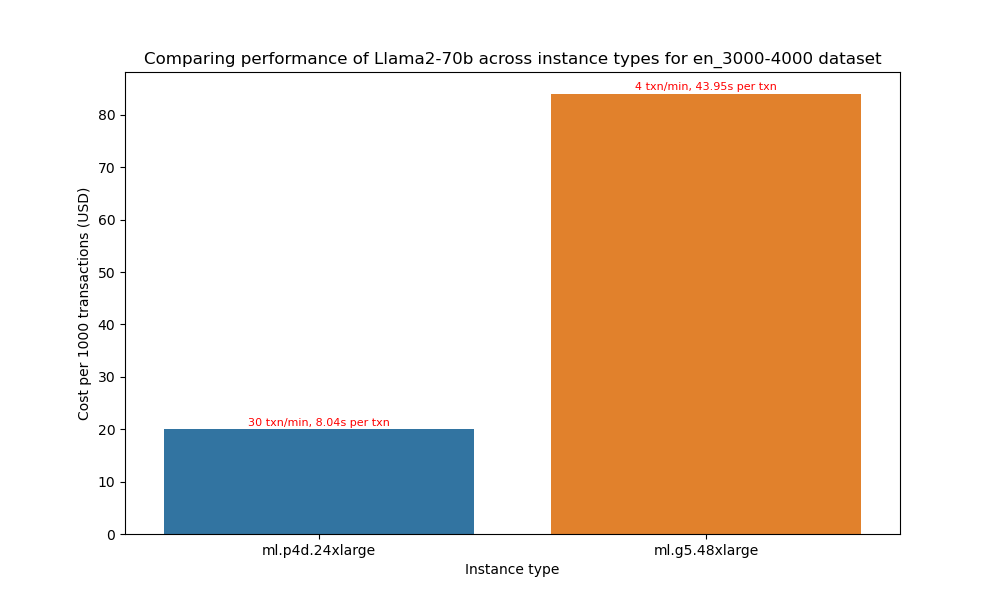 Comparing performance of Llama2-70b across instance types for en_3000-4000 dataset
4 txn/min, 43.95s per txn
30 txn/min, 8.04s per txn
80
70
60
50
40
30
20
10
0
Cost per 1000 transactions (USD)
ml.p4d.24xlarge
ml.g5.48xlarge
Instance type